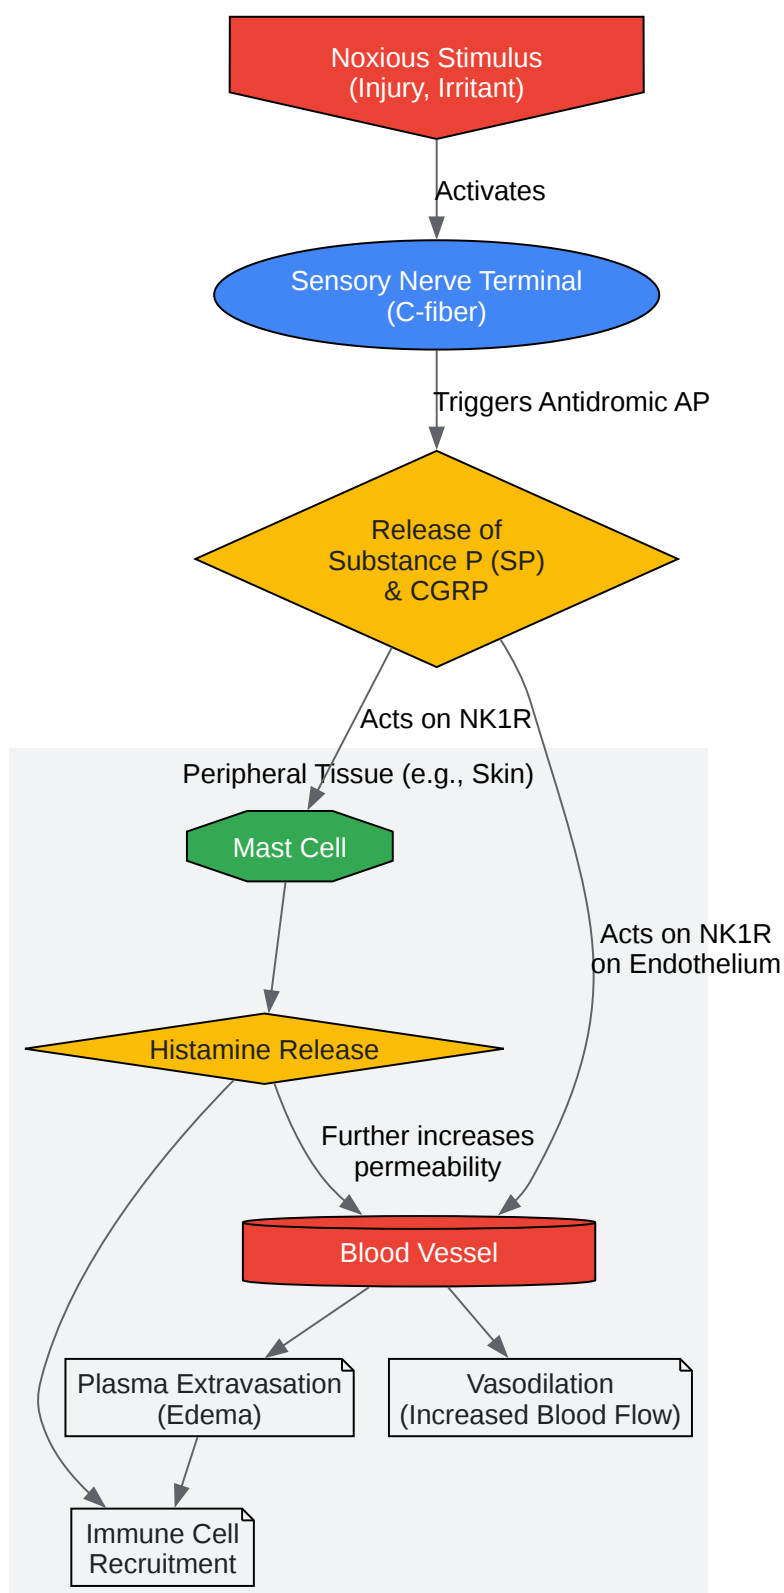 Noxious Stimulus
(Injury, Irritant)
Activates
Sensory Nerve Terminal
(C-fiber)
Triggers Antidromic AP
Release of
Substance P (SP)
& CGRP
Acts on NK1R
Peripheral Tissue (e.g., Skin)
Mast Cell
Acts on NK1R
on Endothelium
Histamine Release
Further increases
permeability
Blood Vessel
Plasma Extravasation
(Edema)
Vasodilation
(Increased Blood Flow)
Immune Cell
Recruitment